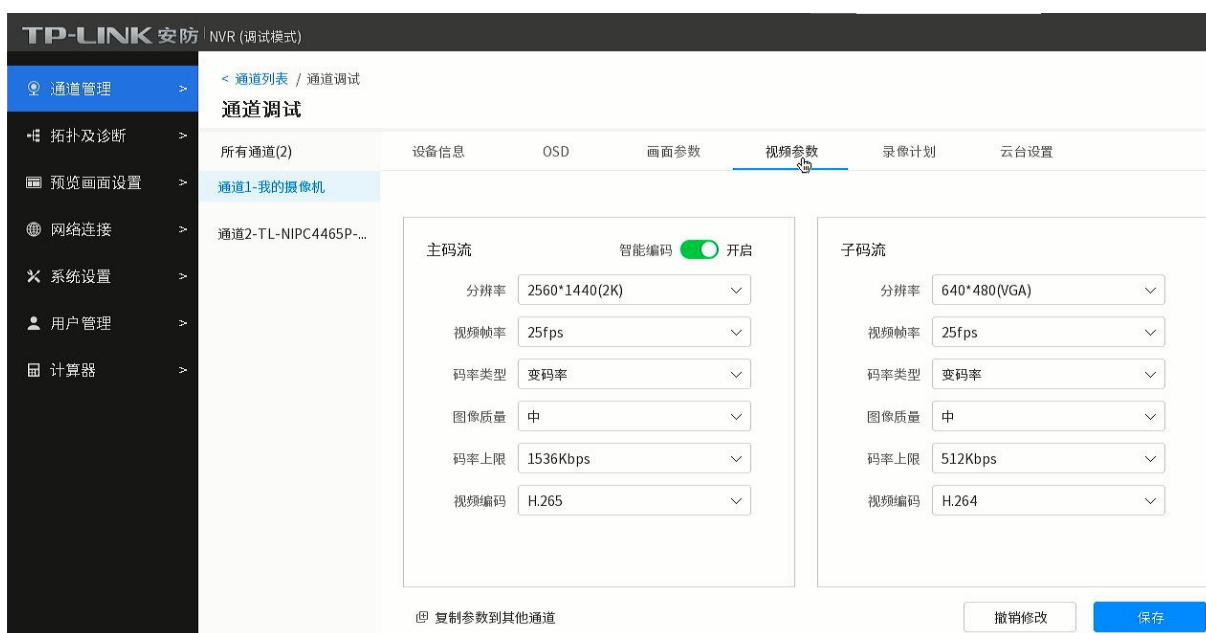 TP-LINK 安防 NVR (调试模式)
通道管理 >
拓扑及诊断 >
预览画面设置 >
网络连接 >
系统设置 >
用户管理 >
计算器 >
< 通道列表 / 通道调试
通道调试
所有通道(2)
通道1-我的摄像机
通道2-TL-NIPC4465P-...
设备信息 OSD 画面参数 视频参数 录像计划 云台设置
主码流 智能编码 开启
分辨率 2560*1440(2K)
视频帧率 25fps
码率类型 变码率
图像质量 中
码率上限 1536Kbps
视频编码 H.265
子码流
分辨率 640*480(VGA)
视频帧率 25fps
码率类型 变码率
图像质量 中
码率上限 512Kbps
视频编码 H.264
复制参数到其他通道
撤销修改 保存